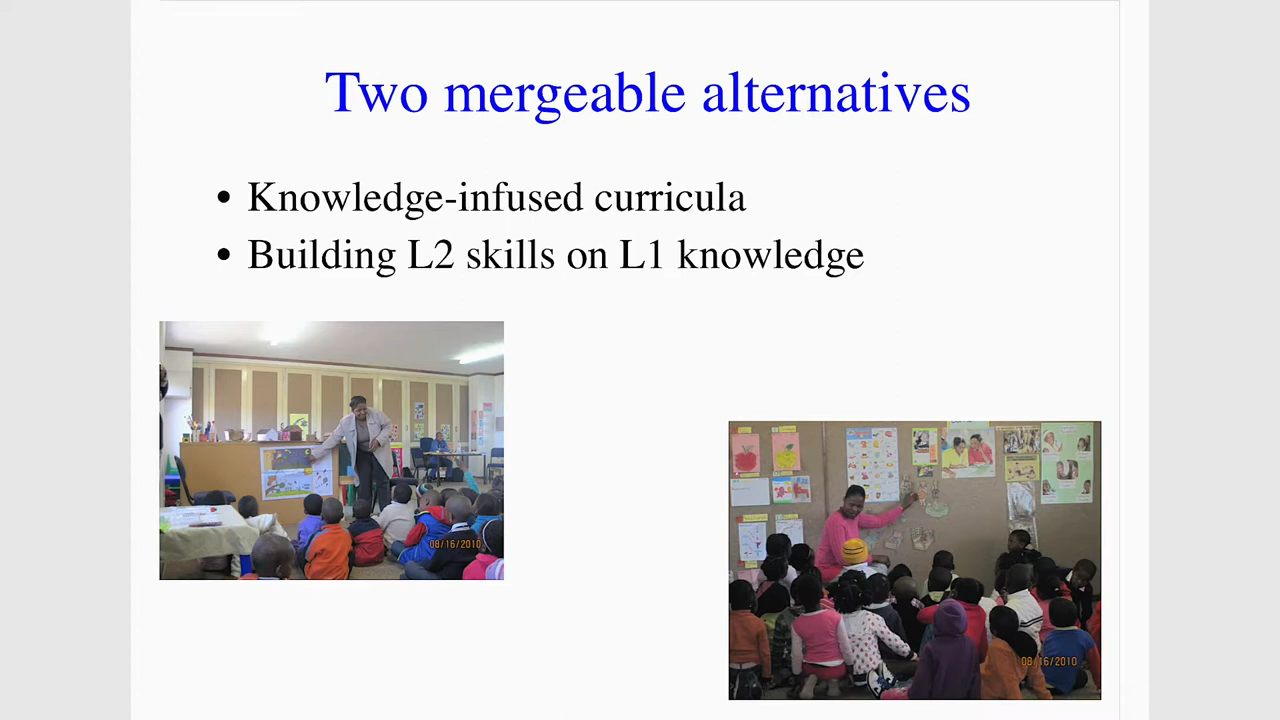 Two mergeable alternatives
• Knowledge-infused curricula
• Building L2 skills on L1 knowledge
08/16/2010
08/16/2010